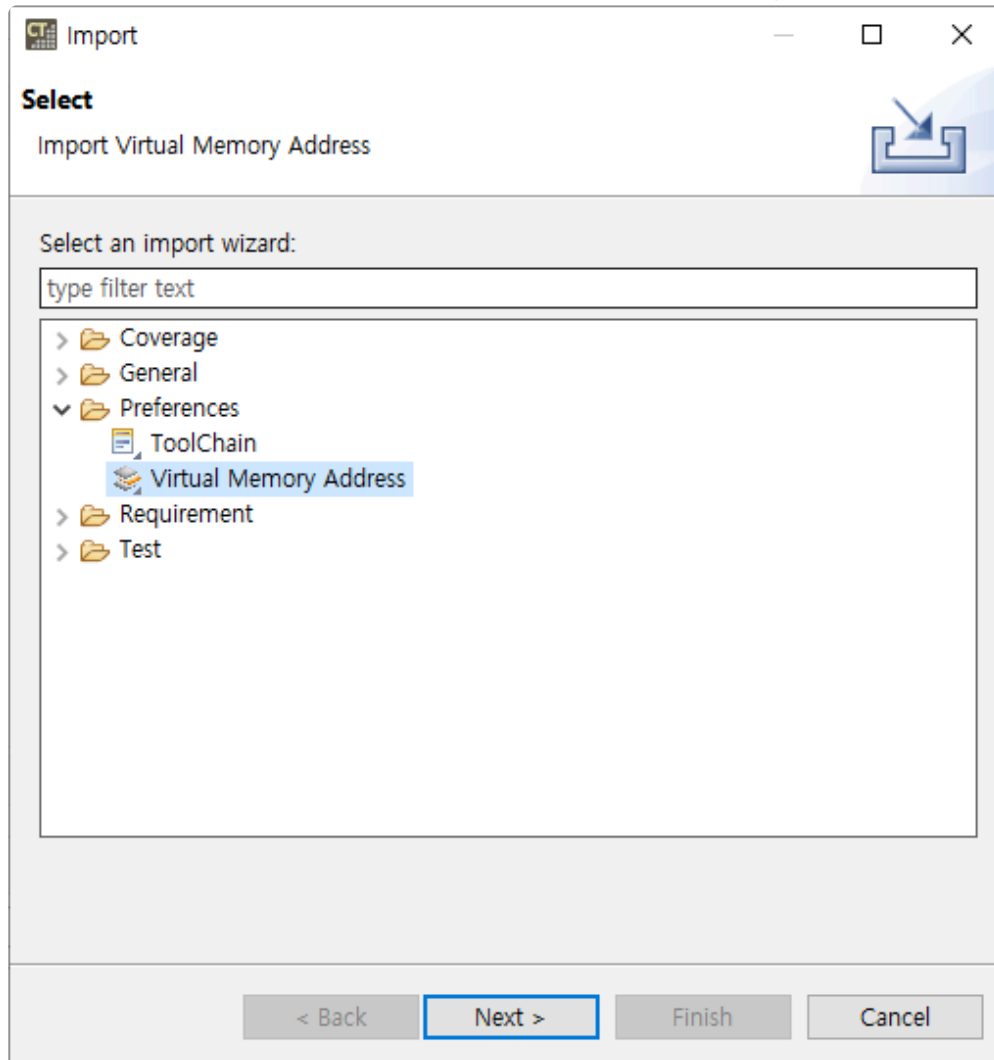 CT
Import
Select
Import Virtual Memory Address
Select an import wizard:
type filter text
Coverage
General
Preferences
ToolChain
Virtual Memory Address
Requirement
Test
< Back
Next >
Finish
Cancel